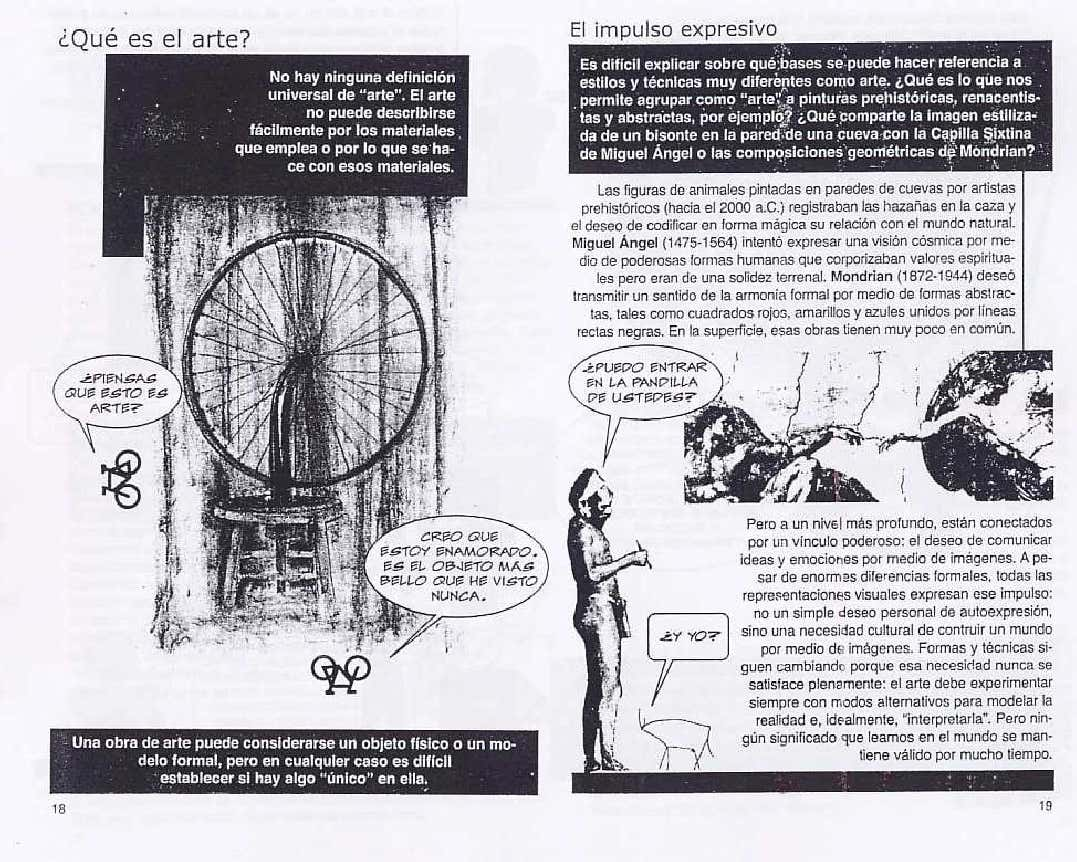 ¿Qué es el arte?
No hay ninguna definición
universal de "arte". El arte
no puede describirse
fácilmente por los materiales
que emplea o por lo que se ha-
ce con esos materiales.
¿PIENSAS
QUE ESTO ES
ARTE?
CREO QUE
ESTOY ENAMORADO.
ES EL OBJETO MAS
BELLO QUE HE VISTO
NUNCA.
Una obra de arte puede considerarse un objeto físico o un mo-
delo formal, pero en cualquier caso es difícil
establecer si hay algo "único" en ella.
18
El impulso expresivo
Es difícil explicar sobre qué bases se puede hacer referencia a
estilos y técnicas muy diferentes como arte. ¿Qué es lo que nos
permite agrupar como "arte" a pinturas prehistóricas, renacentis-
tas y abstractas, por ejemplo? ¿Qué comparte la imagen estiliza-
da de un bisonte en la pared de una cueva con la Capilla Sixtina
de Miguel Ángel o las composiciones geométricas de Mondrian?
Las figuras de animales pintadas en paredes de cuevas por artistas
prehistóricos (hacia el 2000 a.C.) registraban las hazañas en la caza y
el deseo de codificar en forma mágica su relación con el mundo natural.
Miguel Ángel (1475-1564) intentó expresar una visión cósmica por me-
dio de poderosas formas humanas que corporizaban valores espiritua-
les pero eran de una solidez terrenal. Mondrian (1872-1944) deseó
transmitir un sentido de la armonía formal por medio de formas abstrac-
tas, tales como cuadrados rojos, amarillos y azules unidos por líneas
rectas negras. En la superficie, esas obras tienen muy poco en común.
¿PUEDO ENTRAR
EN LA PANDILLA
DE USTEDES?
Pero a un nivel más profundo, están conectados
por un vínculo poderoso: el deseo de comunicar
ideas y emociones por medio de imágenes. A pe-
sar de enormes diferencias formales, todas las
representaciones visuales expresan ese impulso:
no un simple deseo personal de autoexpresión,
sino una necesidad cultural de contruir un mundo
por medio de imágenes. Formas y técnicas si-
guen cambiando porque esa necesidad nunca se
satisface plenamente: el arte debe experimentar
siempre con modos alternativos para modelar la
realidad e, idealmente, "interpretarla". Pero nin-
gún significado que leamos en el mundo se man-
tiene válido por mucho tiempo.
¿Y YO?
19